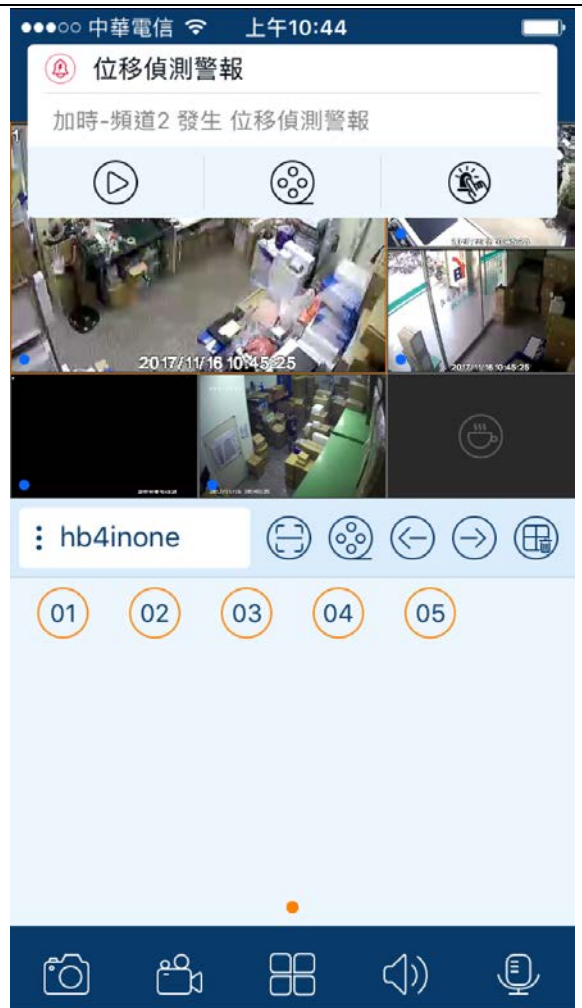 ●●●○○ 中華電信 上午10:44
位移偵測警報
加時-頻道2 發生 位移偵測警報
1
2017/11/16 10:45:25
2017/11/16 10:45:25
hb4inone
01 02 03 04 05